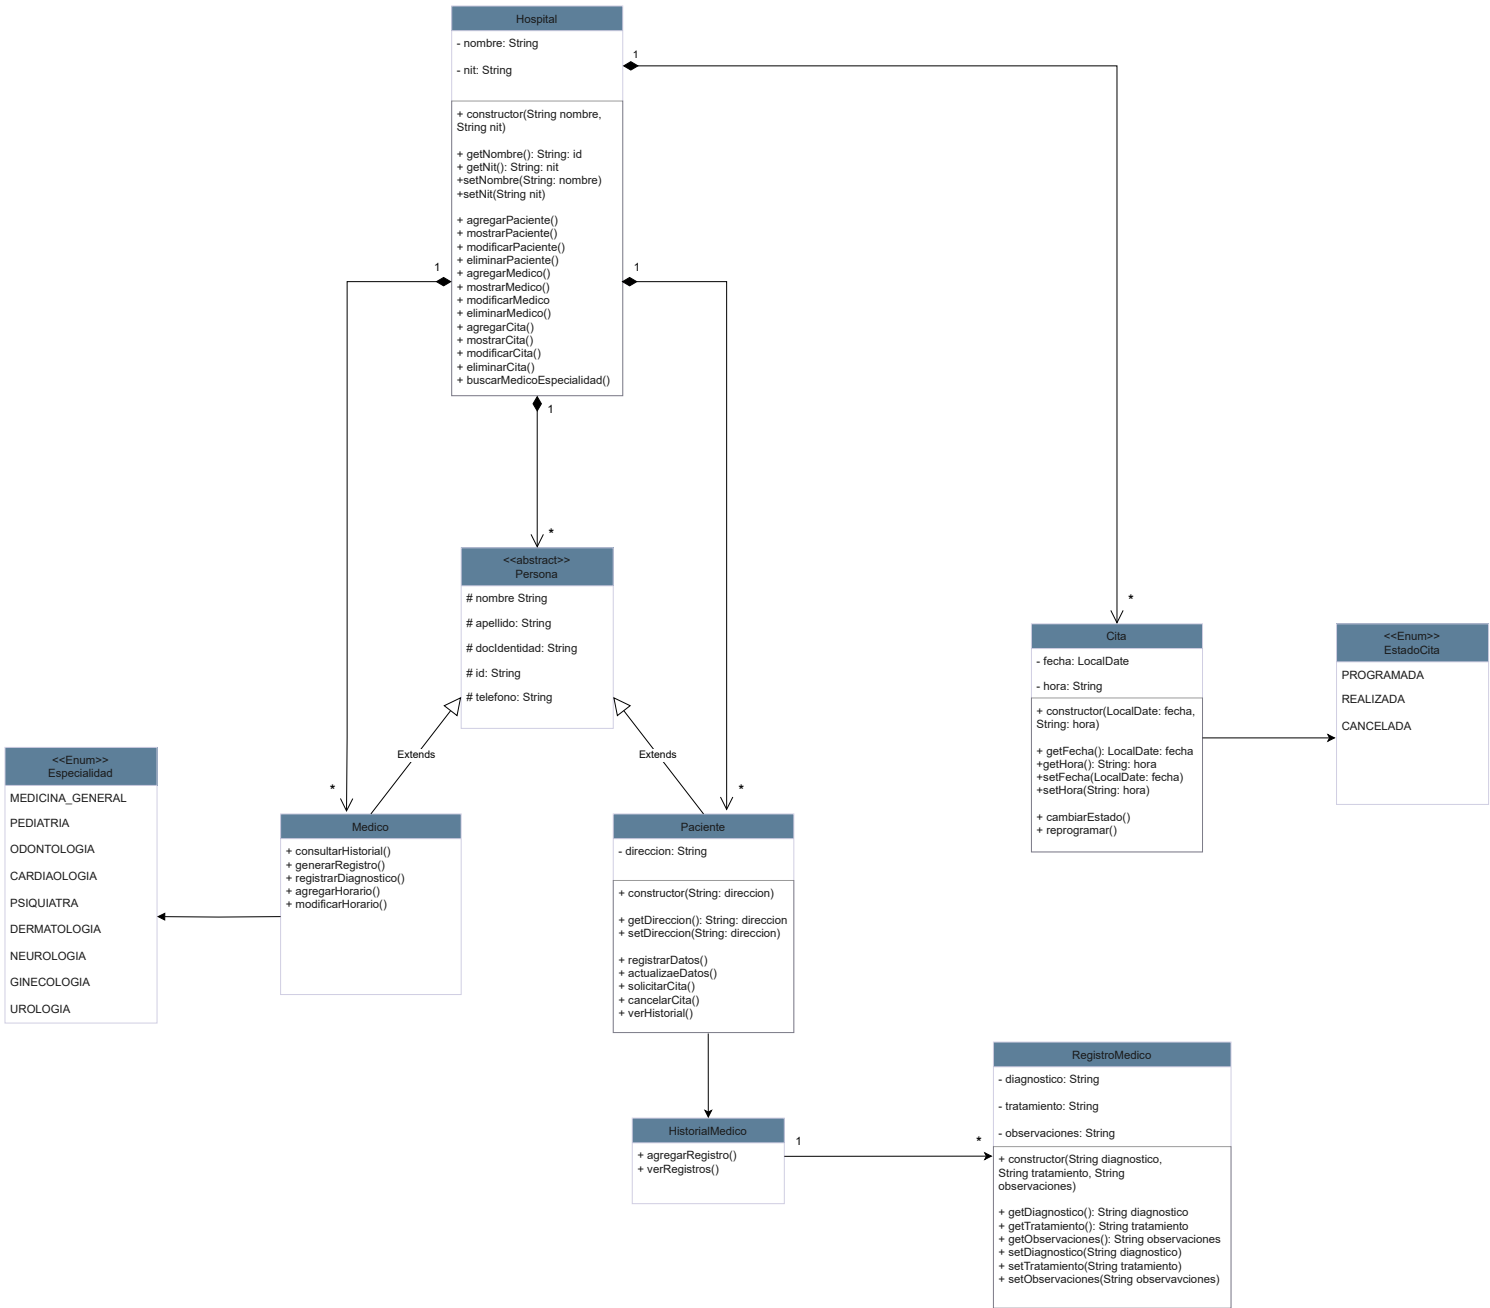 Hospital
- nombre: String
- nit: String
+ constructor(String nombre,
String nit)
+ getNombre(): String: id
+ getNit(): String: nit
+setNombre(String: nombre)
+setNit(String nit)
+ agregarPaciente()
+ mostrarPaciente()
+ modificarPaciente()
+ eliminarPaciente()
+ agregarMedico()
+ mostrarMedico()
+ modificarMedico
+ eliminarMedico()
+ agregarCita()
+ mostrarCita()
+ modificarCita()
+ eliminarCita()
+ buscarMedicoEspecialidad()
1
1
1
1
*
*
*
*
<<abstract>>
Persona
# nombre String
# apellido: String
# docIdentidad: String
# id: String
# telefono: String
Extends
Extends
<<Enum>>
Especialidad
MEDICINA_GENERAL
PEDIATRIA
ODONTOLOGIA
CARDIAOLOGIA
PSIQUIATRA
DERMATOLOGIA
NEUROLOGIA
GINECOLOGIA
UROLOGIA
Medico
+ consultarHistorial()
+ generarRegistro()
+ registrarDiagnostico()
+ agregarHorario()
+ modificarHorario()
Paciente
- direccion: String
+ constructor(String: direccion)
+ getDireccion(): String: direccion
+ setDireccion(String: direccion)
+ registrarDatos()
+ actualizaeDatos()
+ solicitarCita()
+ cancelarCita()
+ verHistorial()
Cita
- fecha: LocalDate
- hora: String
+ constructor(LocalDate: fecha,
String: hora)
+ getFecha(): LocalDate: fecha
+getHora(): String: hora
+setFecha(LocalDate: fecha)
+setHora(String: hora)
+ cambiarEstado()
+ reprogramar()
<<Enum>>
EstadoCita
PROGRAMADA
REALIZADA
CANCELADA
HistorialMedico
+ agregarRegistro()
+ verRegistros()
1
*
RegistroMedico
- diagnostico: String
- tratamiento: String
- observaciones: String
+ constructor(String diagnostico,
String tratamiento, String
observaciones)
+ getDiagnostico(): String diagnostico
+ getTratamiento(): String tratamiento
+ getObservaciones(): String observaciones
+ setDiagnostico(String diagnostico)
+ setTratamiento(String tratamiento)
+ setObservaciones(String observavciones)